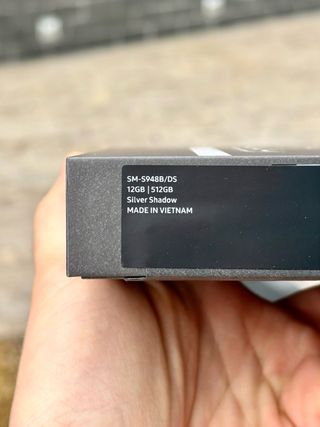 SM-S948B/DS
12GB | 512GB
Silver Shadow
MADE IN VIETNAM